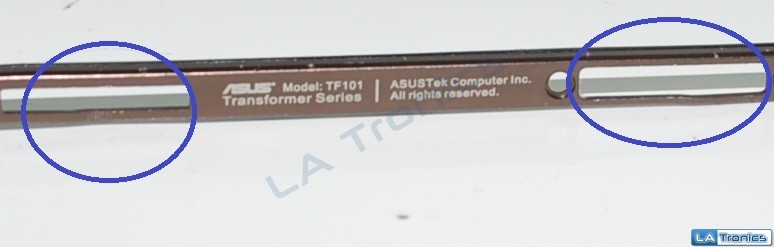 ASUS Model: TF101
Transformer Series
ASUSTek Computer Inc.
All rights reserved.
LA Tronics
LA Tronics